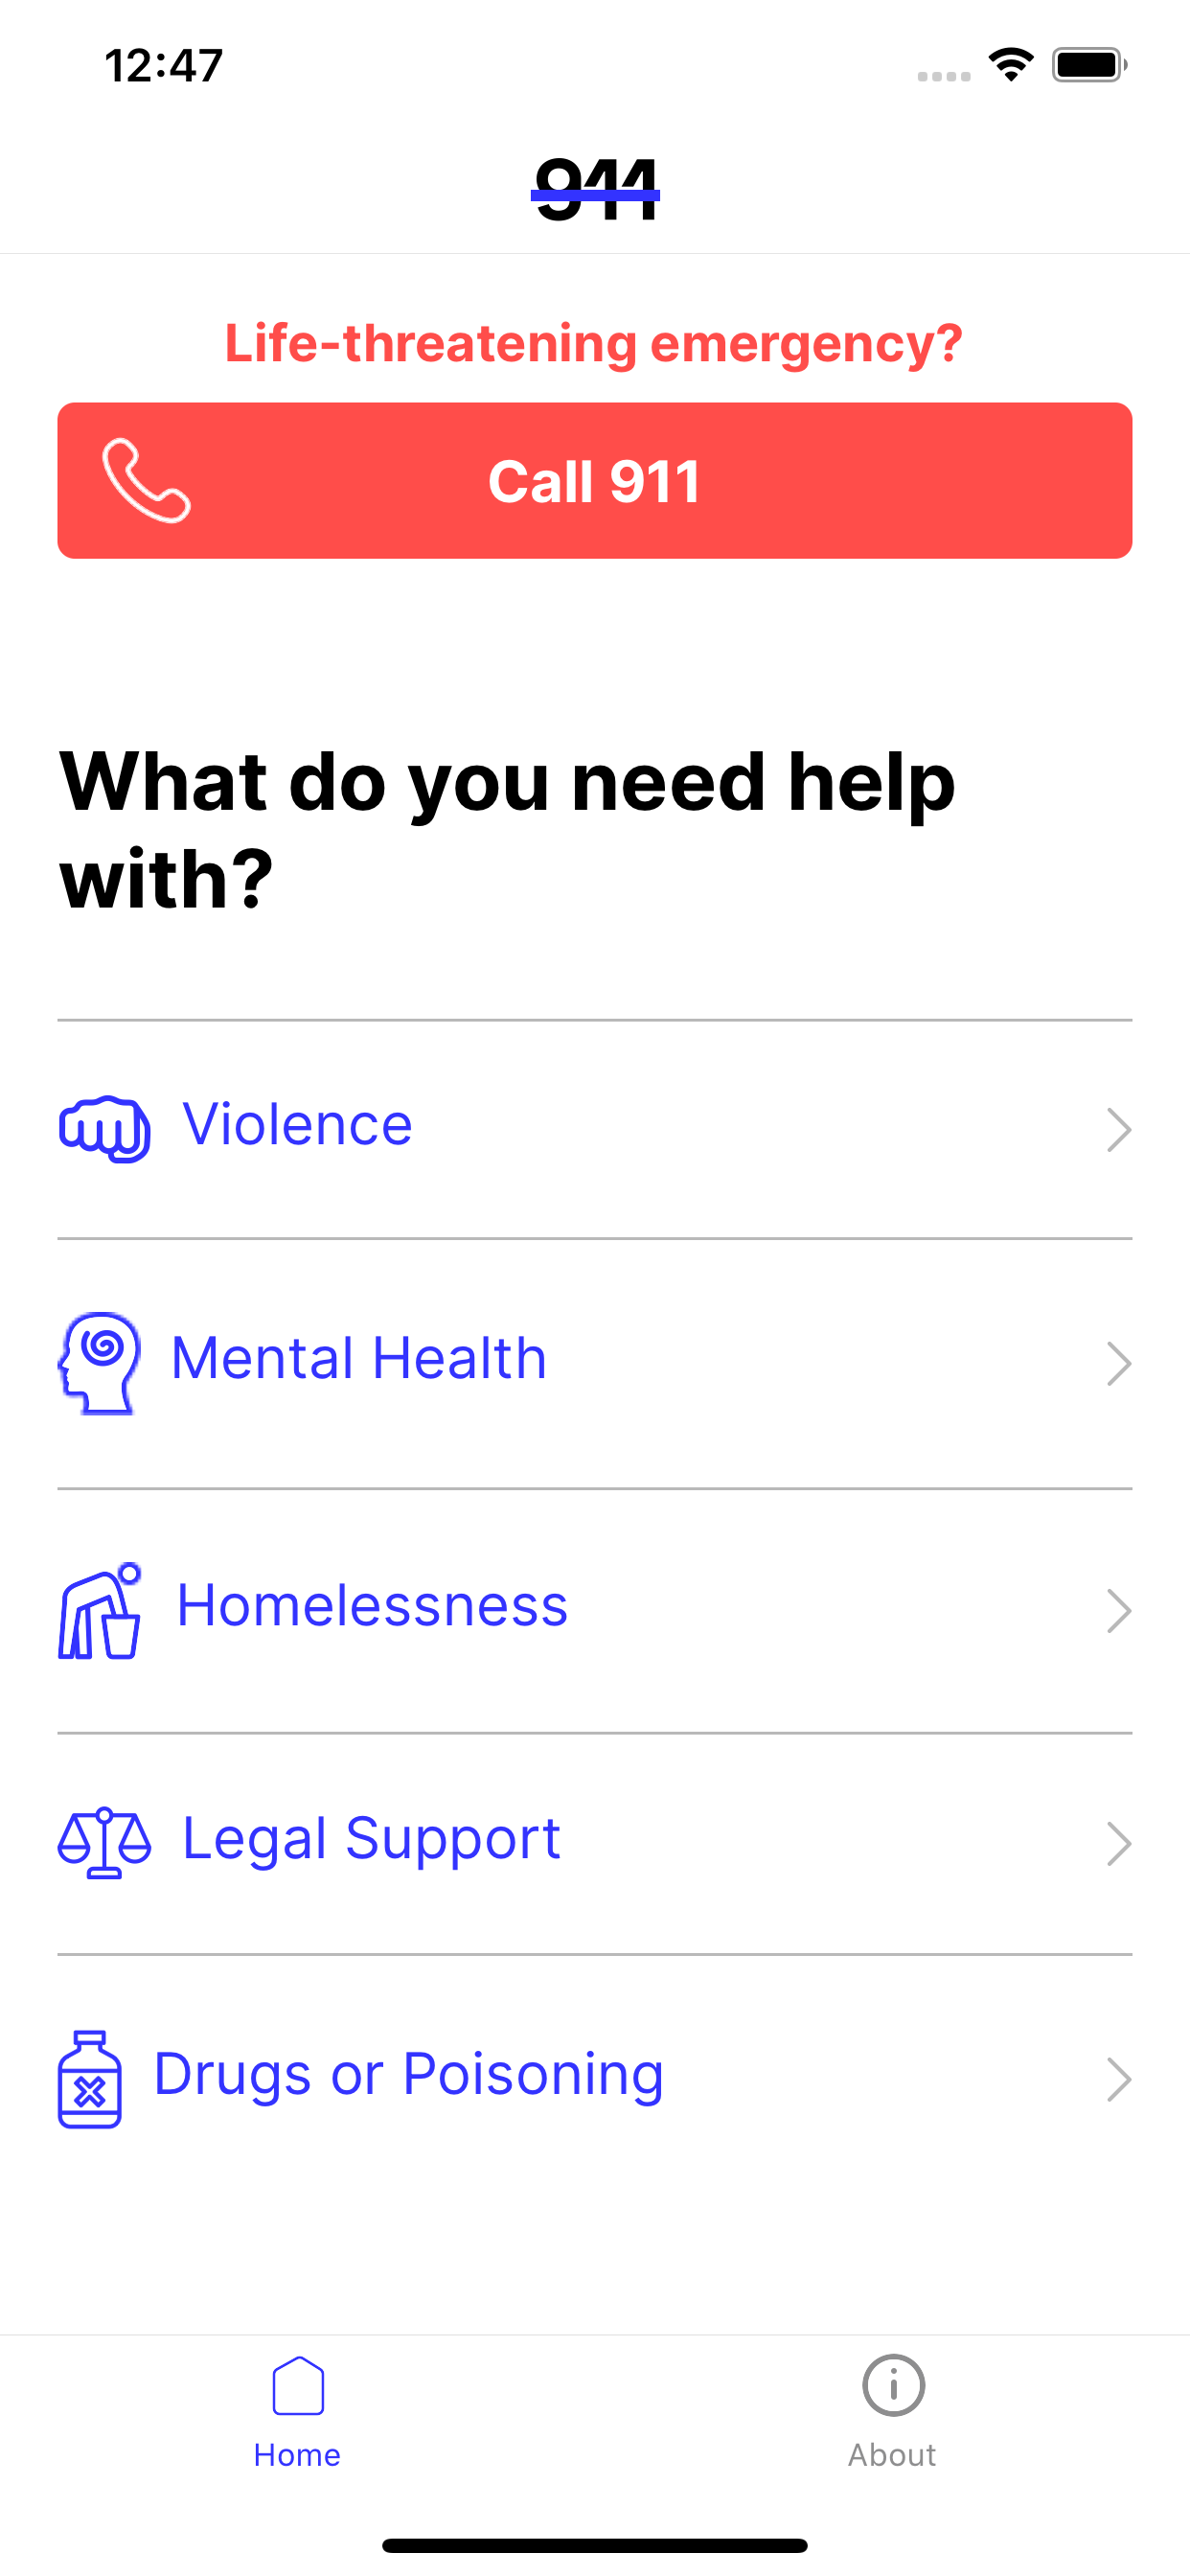 12:47
911
Life-threatening emergency?
Call 911
What do you need help
with?
Violence
Mental Health
Homelessness
Legal Support
Drugs or Poisoning
Home
About